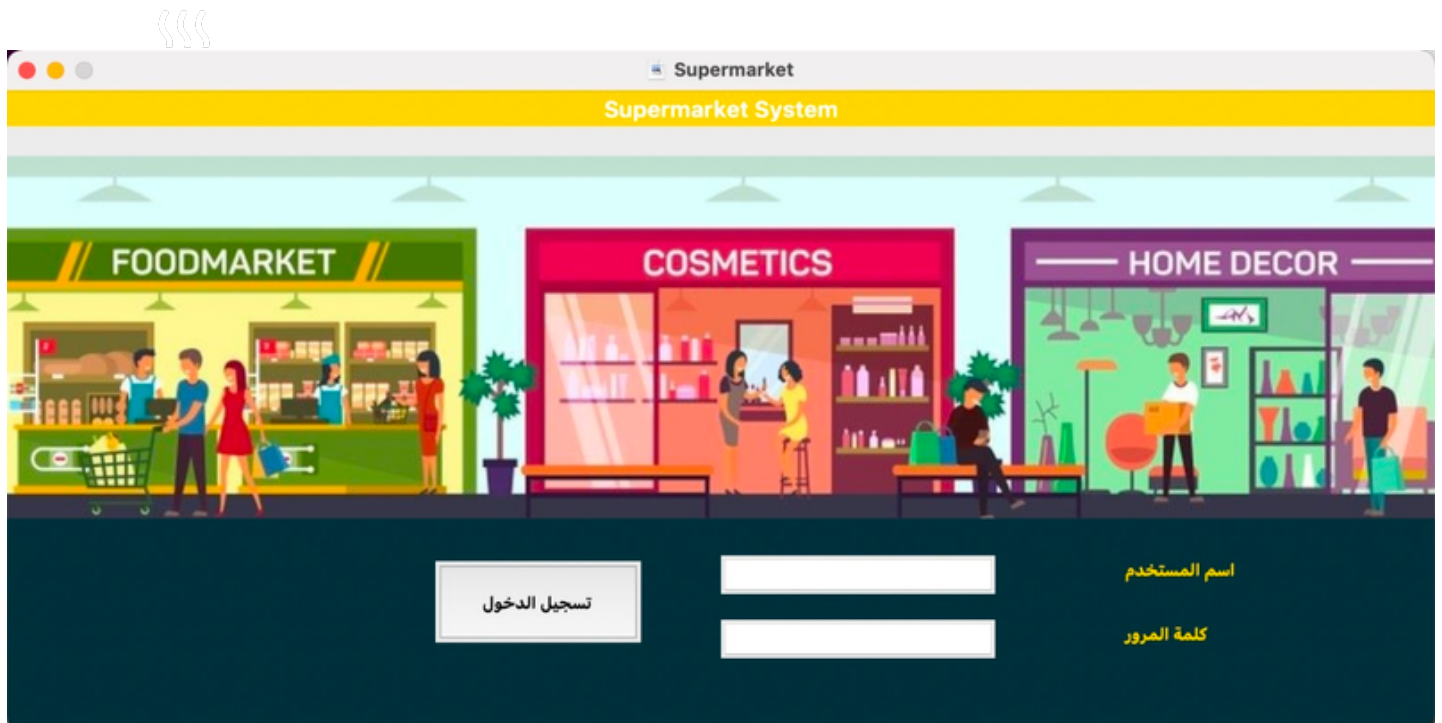 Supermarket
Supermarket System
FOODMARKET
COSMETICS
HOME DECOR
اسم المستخدم
تسجيل الدخول
كلمة المرور